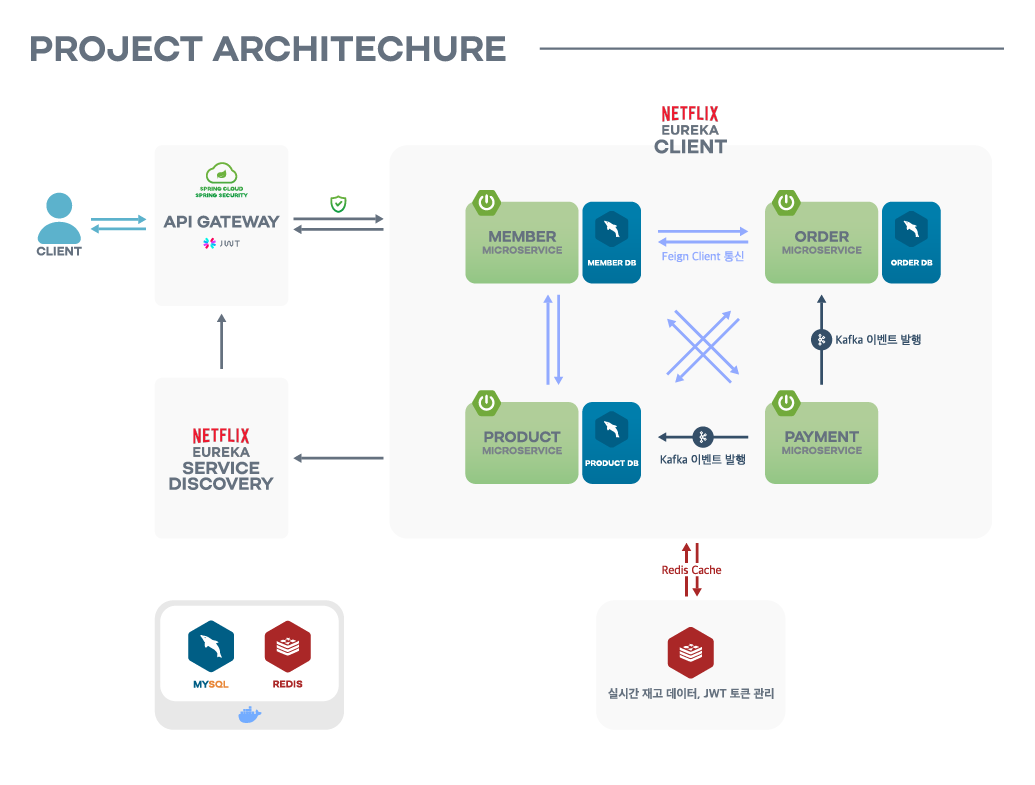 PROJECT ARCHITECHURE
NETFLIX
EUREKA
CLIENT
SPRING CLOUD
SPRING SECURITY
API GATEWAY
JWT
CLIENT
MEMBER
MICROSERVICE
MEMBER DB
Feign Client 통신
ORDER
MICROSERVICE
ORDER DB
Kafka 이벤트 발행
NETFLIX
EUREKA
SERVICE
DISCOVERY
PRODUCT
MICROSERVICE
PRODUCT DB
Kafka 이벤트 발행
PAYMENT
MICROSERVICE
Redis Cache
MYSQL
REDIS
실시간 재고 데이터, JWT 토큰 관리